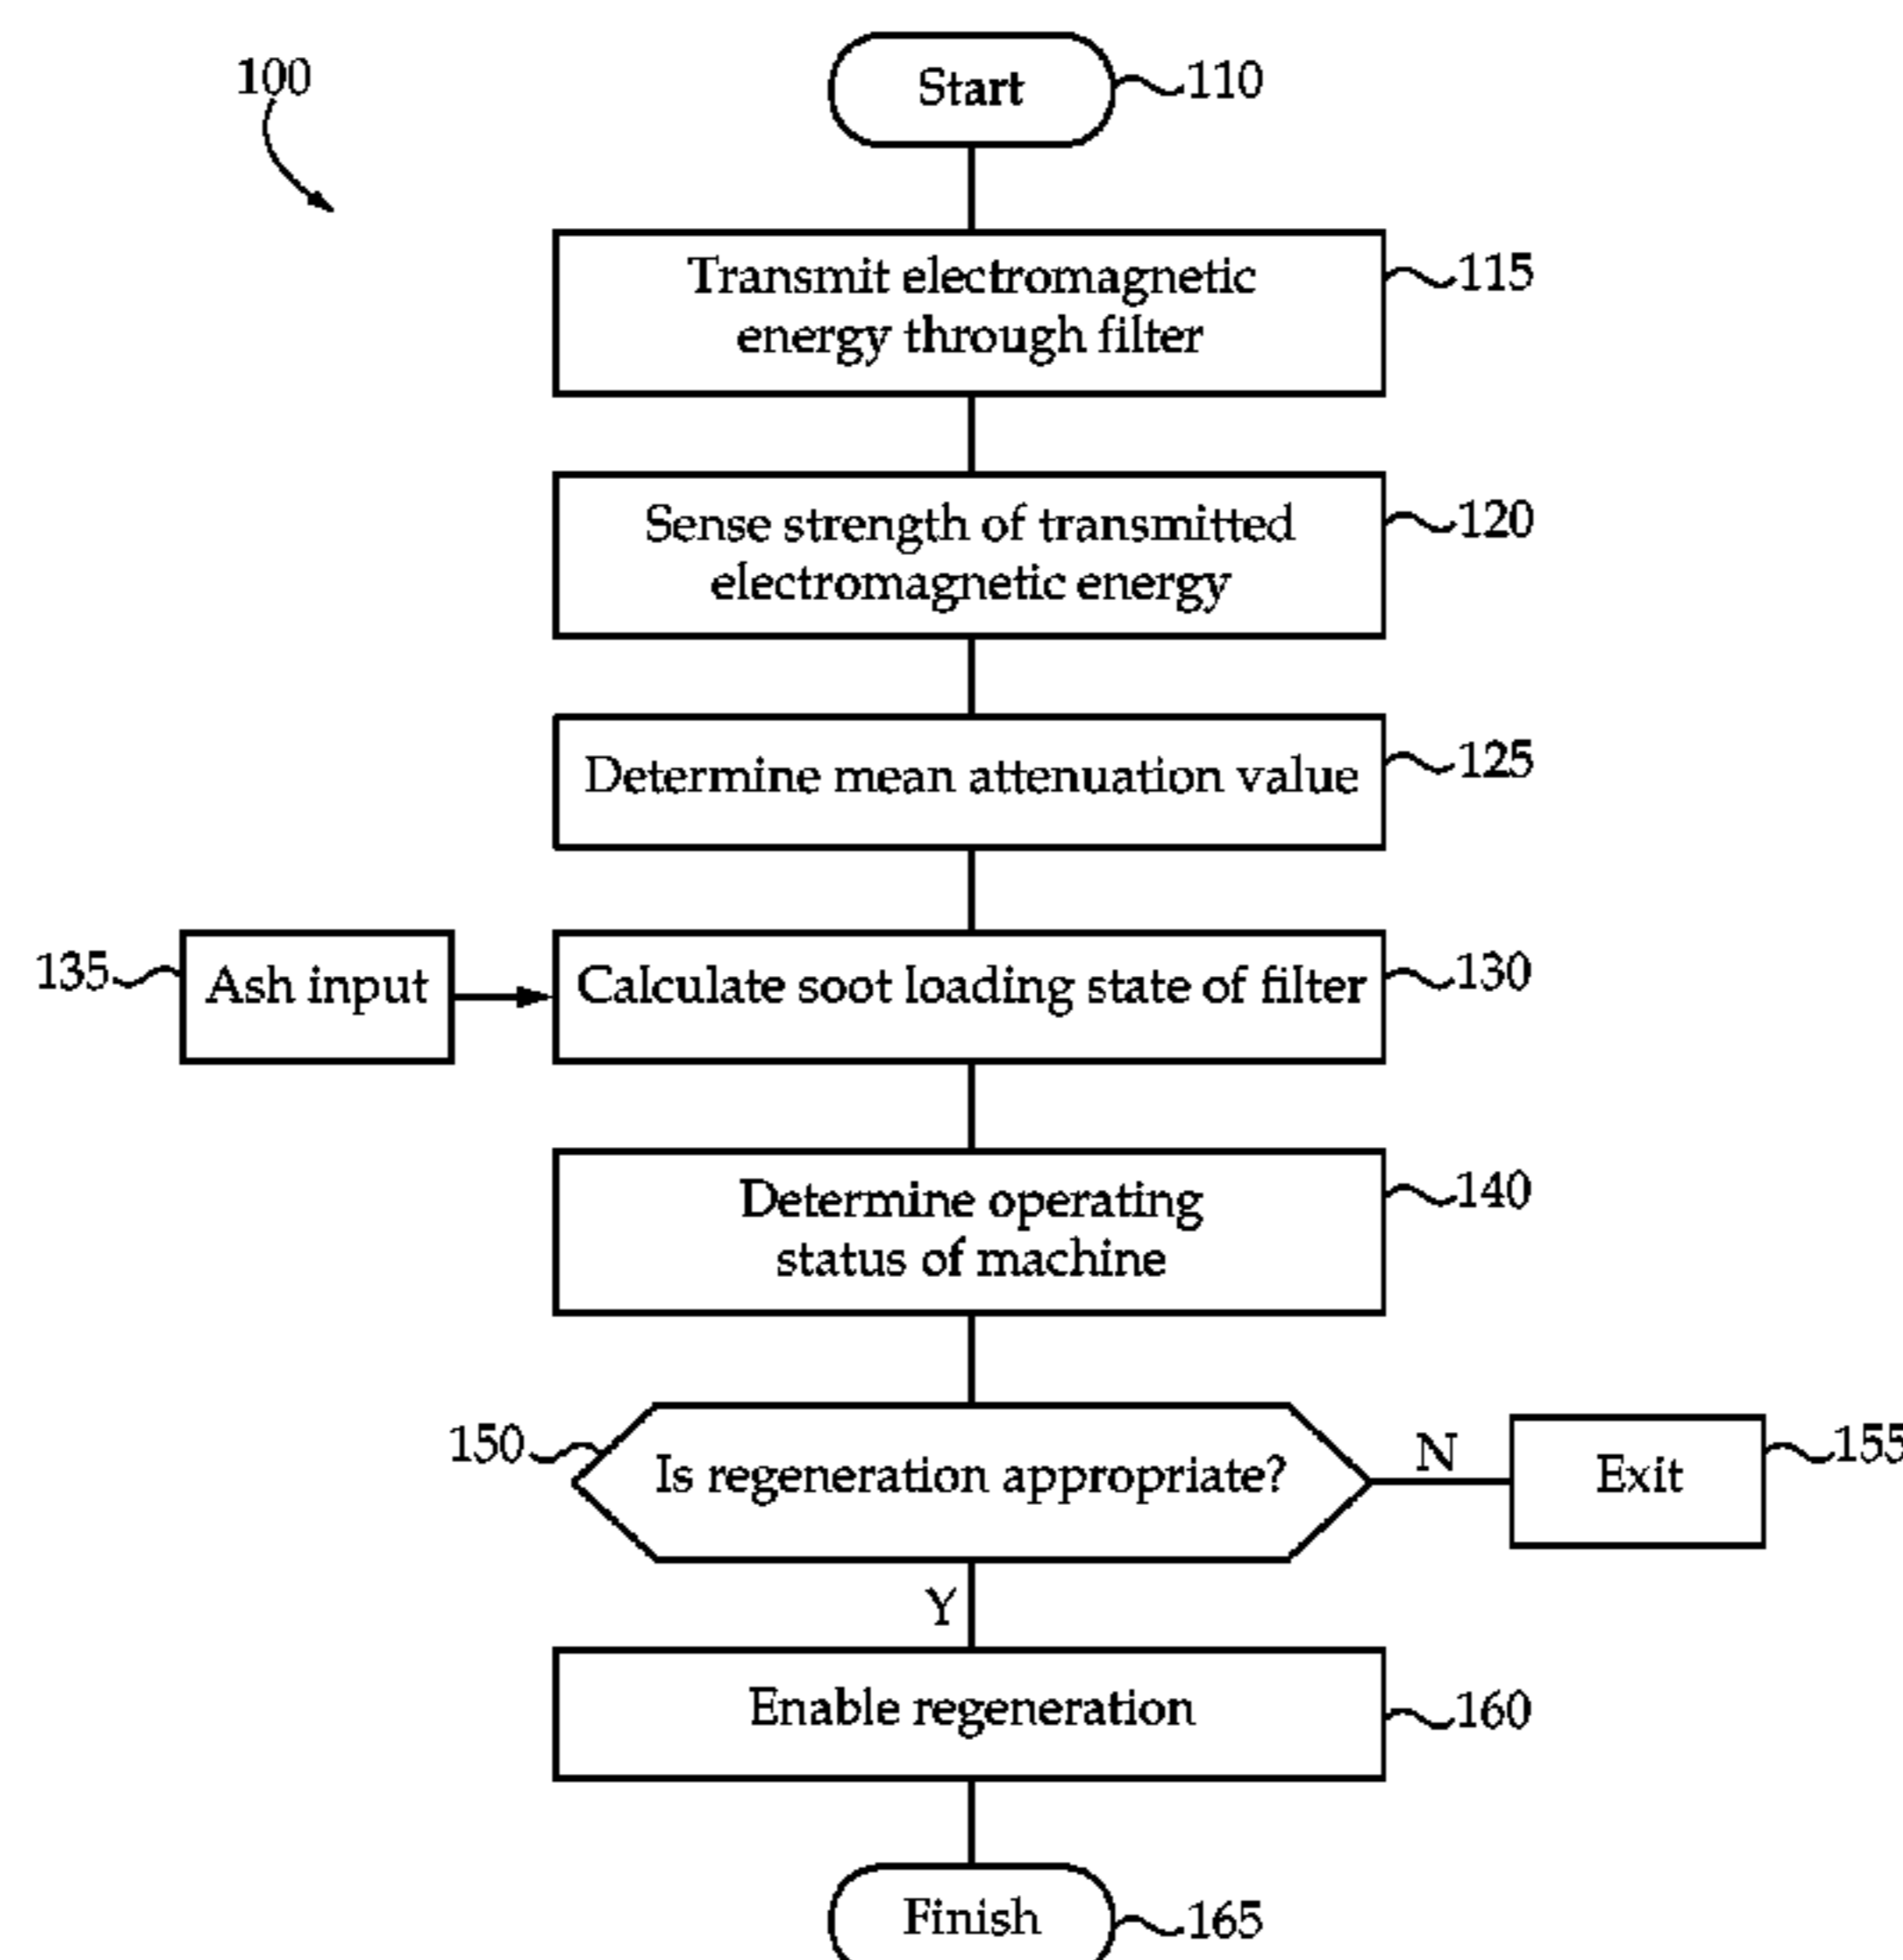 100
Start
110
Transmit electromagnetic
energy through filter
115
Sense strength of transmitted
electromagnetic energy
120
Determine mean attenuation value
125
135
Ash input
Calculate soot loading state of filter
130
Determine operating
status of machine
140
150
Is regeneration appropriate?
N
Exit
155
Y
Enable regeneration
160
Finish
165